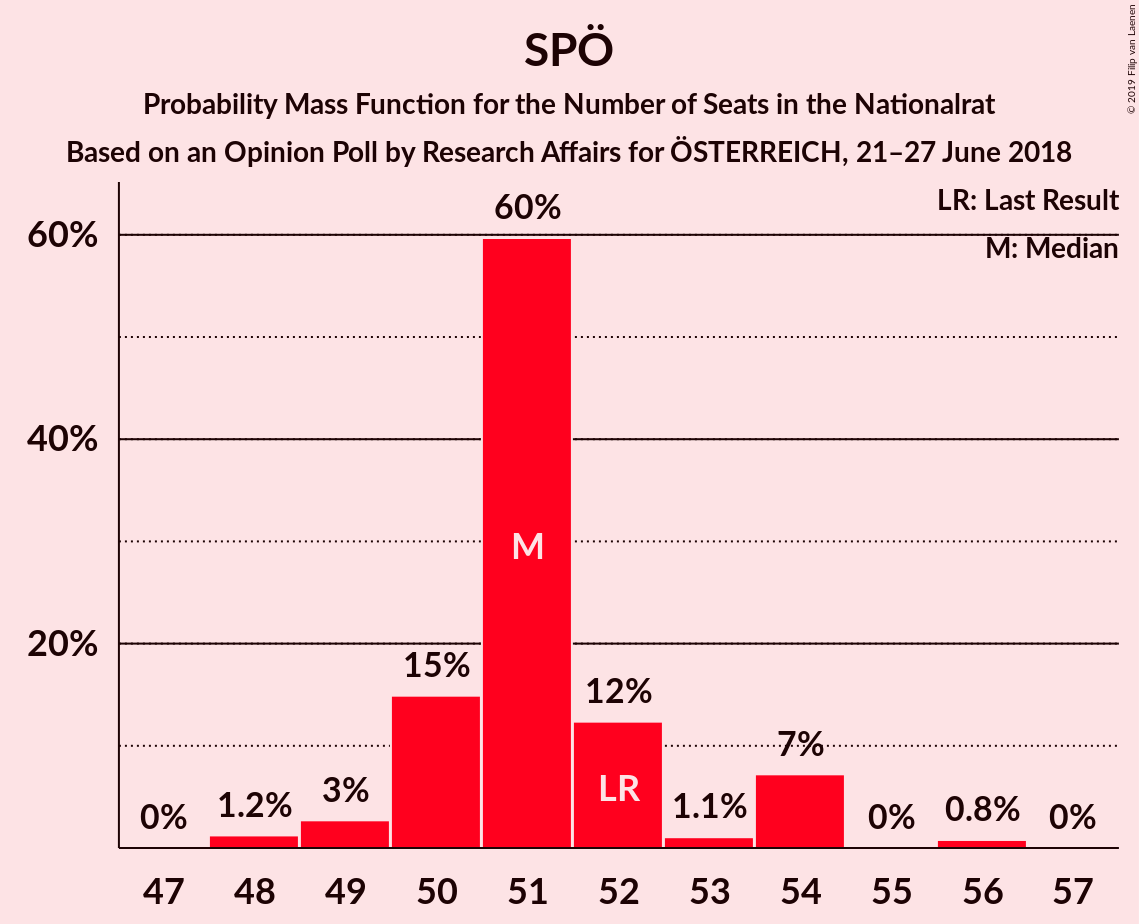 SPÖ
Probability Mass Function for the Number of Seats in the Nationalrat
Based on an Opinion Poll by Research Affairs for ÖSTERREICH, 21–27 June 2018
© 2019 Filip van Laenen
LR: Last Result
M: Median
60%
40%
20%
0%
1.2%
3%
15%
60%
M
12%
LR
1.1%
7%
0%
0.8%
0%
47 48 49 50 51 52 53 54 55 56 57